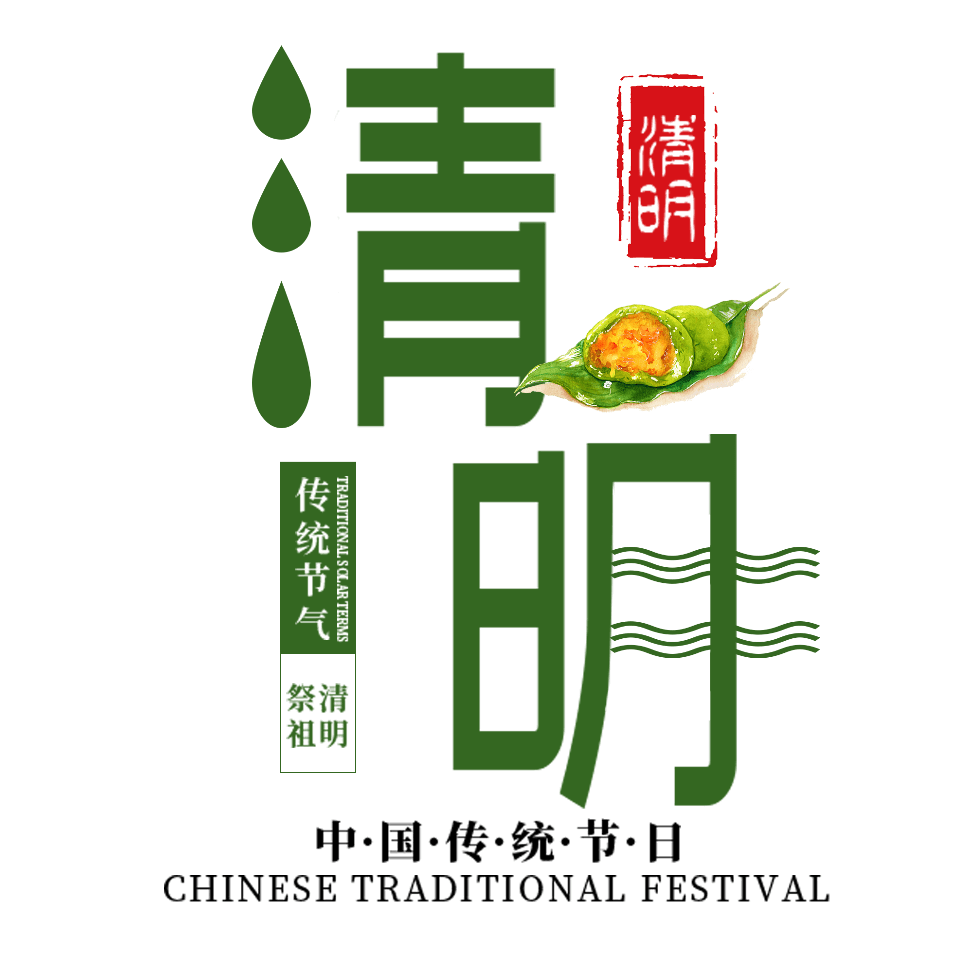 清明
清明
传统节气
TRADITIONAL SOLAR TERMS
清明
祭祖
中·国·传·统·节·日
CHINESE TRADITIONAL FESTIVAL